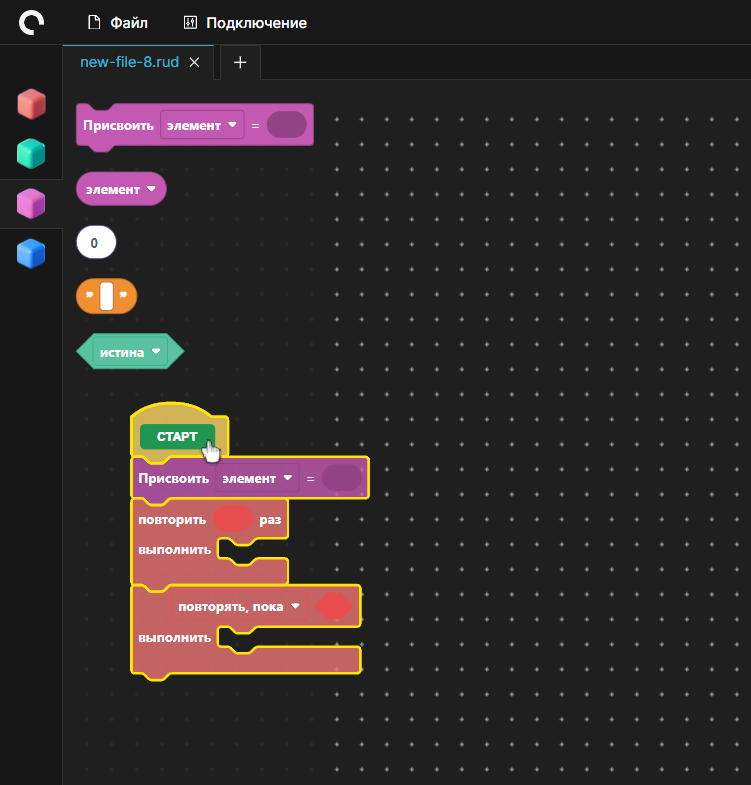 Файл Подключение
new-file-8.rud
Присвоить элемент =
элемент
0
" "
истина
СТАРТ
Присвоить элемент =
повторить раз
выполнить
повторять, пока
выполнить